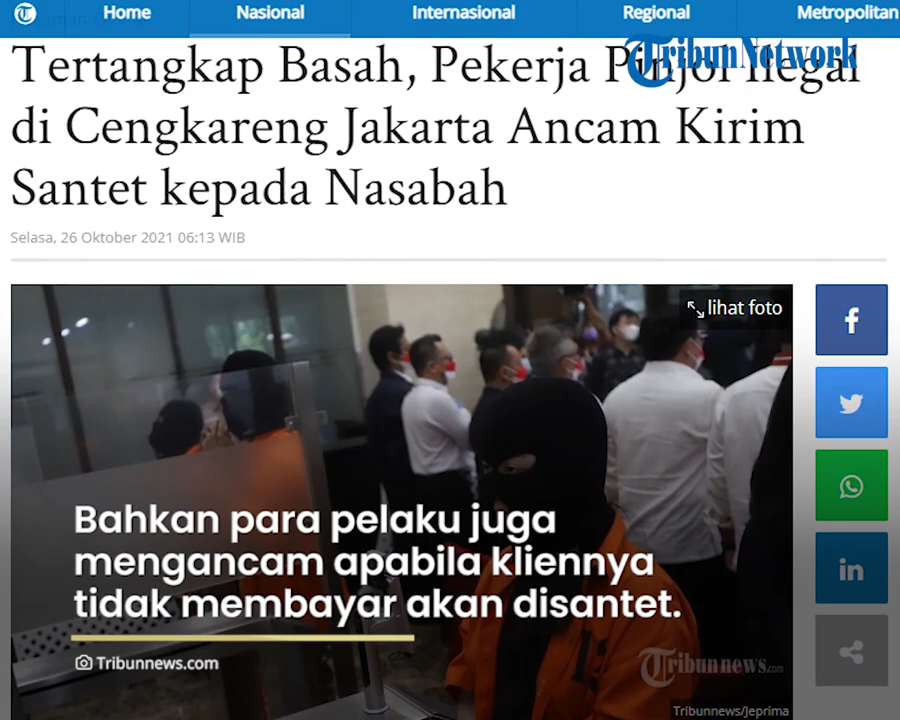 Home Nasional Internasional Regional Metropolitan
TribunNetwork
Tertangkap Basah, Pekerja Pinjol Ilegal
di Cengkareng Jakarta Ancam Kirim
Santet kepada Nasabah
Selasa, 26 Oktober 2021 06:13 WIB
lihat foto
Bahkan para pelaku juga
mengancam apabila kliennya
tidak membayar akan disantet.
Tribunnews.com
Tribunnews.com
Tribunnews/Jeprima